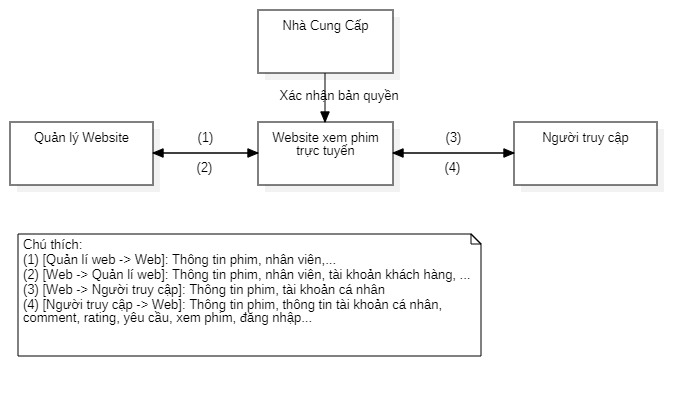 Nhà Cung Cấp
Xác nhận bản quyền
Quản lý Website
(1)
(2)
Website xem phim
trực tuyến
(3)
(4)
Người truy cập
Chú thích:
(1) [Quản lí web -> Web]: Thông tin phim, nhân viên,...
(2) [Web -> Quản lí web]: Thông tin phim, nhân viên, tài khoản khách hàng, ...
(3) [Web -> Người truy cập]: Thông tin phim, tài khoản cá nhân
(4) [Người truy cập -> Web]: Thông tin phim, thông tin tài khoản cá nhân,
comment, rating, yêu cầu, xem phim, đăng nhập...